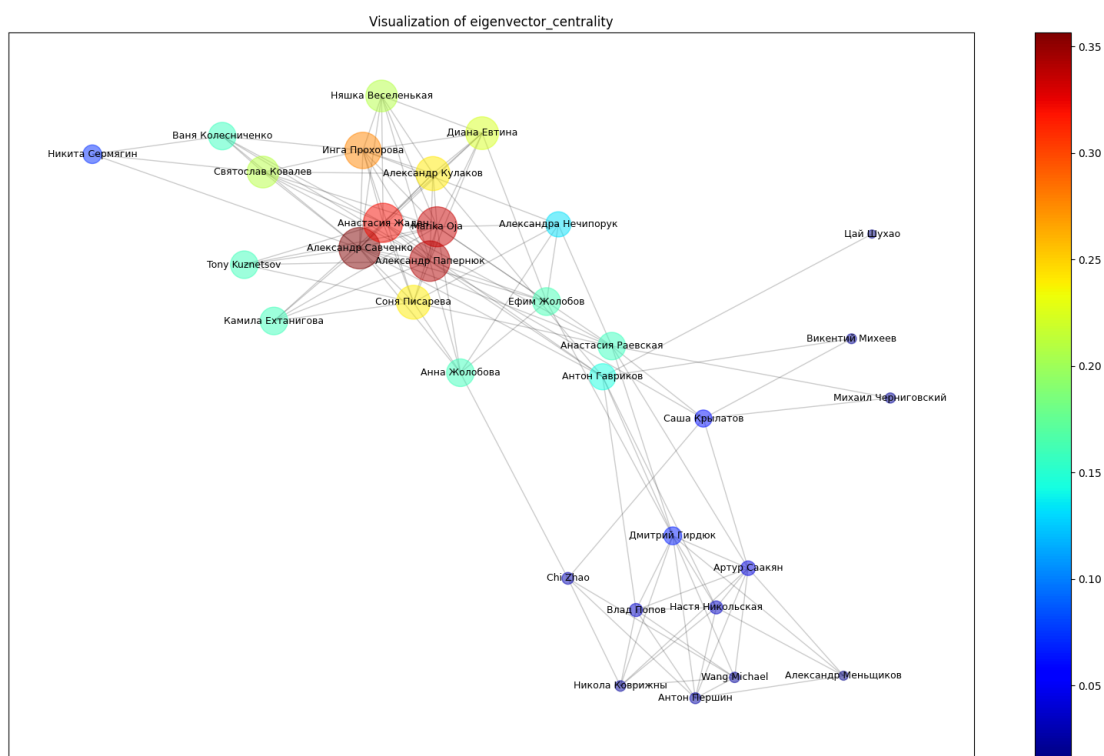 Visualization of eigenvector_centrality
0.35
Няшка Веселенькая
Диана Евтина
Ваня Колесниченко
Инга Прохорова
Никита Сермягин
0.30
Святослав Ковалев
Александр Кулаков
Анастасия Жаден
Manka Oja
Александра Нечипорук
Цай Шухао
Александр Савченко
0.25
Александр Папернюк
Tony Kuznetsov
Соня Писарева
Ефим Жолобов
Камила Ехтанигова
Викентий Михеев
Анастасия Раевская
0.20
Анна Жолобова
Антон Гавриков
Михаил Черниговский
Саша Крылатов
0.15
Дмитрий Гирдюк
Артур Саакян
Chi Zhao
0.10
Влад Попов
Настя Никольская
Wang Michael
Александр Меньщиков
Никола Коврижны
0.05
Антон Першин